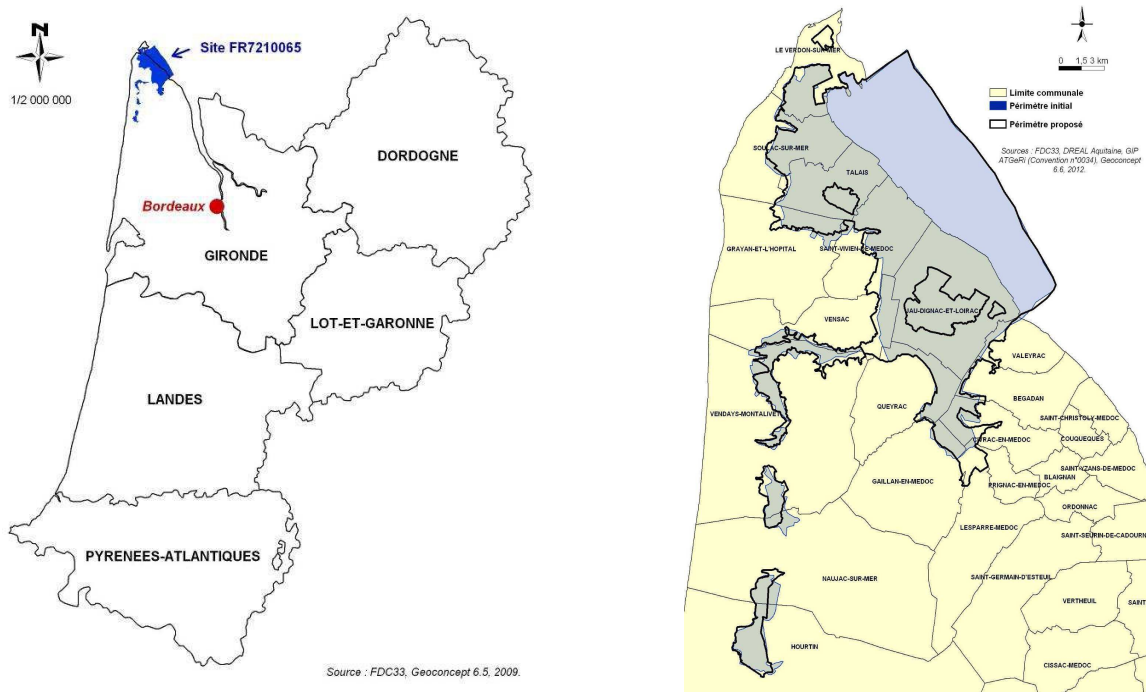 N
Site FR7210065
1/2 000 000
DORDOGNE
Bordeaux
GIRONDE
LOT-ET-GARONNE
LANDES
PYRENEES-ATLANTIQUES
Source : FDC33, Geoconcept 6.5, 2009.
LE VERDON-SUR-MER
0 1,5 3 km
Limite communale
Périmètre initial
Périmètre proposé
Sources : FDC33, DREAL Aquitaine, GIP
ATGeRi (Convention n°0034), Geoconcept
6.6, 2012.
SOULAC-SUR-MER
TALAIS
GRAYAN-ET-L'HOPITAL
SAINT-VIVIEN-DE-MEDOC
JAU-DIGNAC-ET-LOIRAC
VENSAC
VALEYRAC
BEGADAN
VENDAYS-MONTALIVET
QUEYRAC
SAINT-CHRISTOLY-MEDOC
CIVRAC-EN-MEDOC
COUQUEQUES
SAINT-YZANS-DE-MEDOC
BLAIGNAN
GAILLAN-EN-MEDOC
PRIGNAC-EN-MEDOC
ORDONNAC
LESPARRE-MEDOC
SAINT-SEURIN-DE-CADOURN
NAUJAC-SUR-MER
SAINT-GERMAIN-D'ESTEUIL
VERTHEUIL
SAINT
HOURTIN
CISSAC-MEDOC